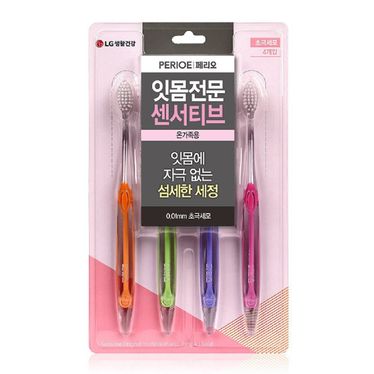 LG 생활건강
초극세모
4개입
PERIOE | 페리오
잇몸전문
센서티브
온가족용
잇몸에
자극 없는
섬세한 세정
0.01mm 초극세모